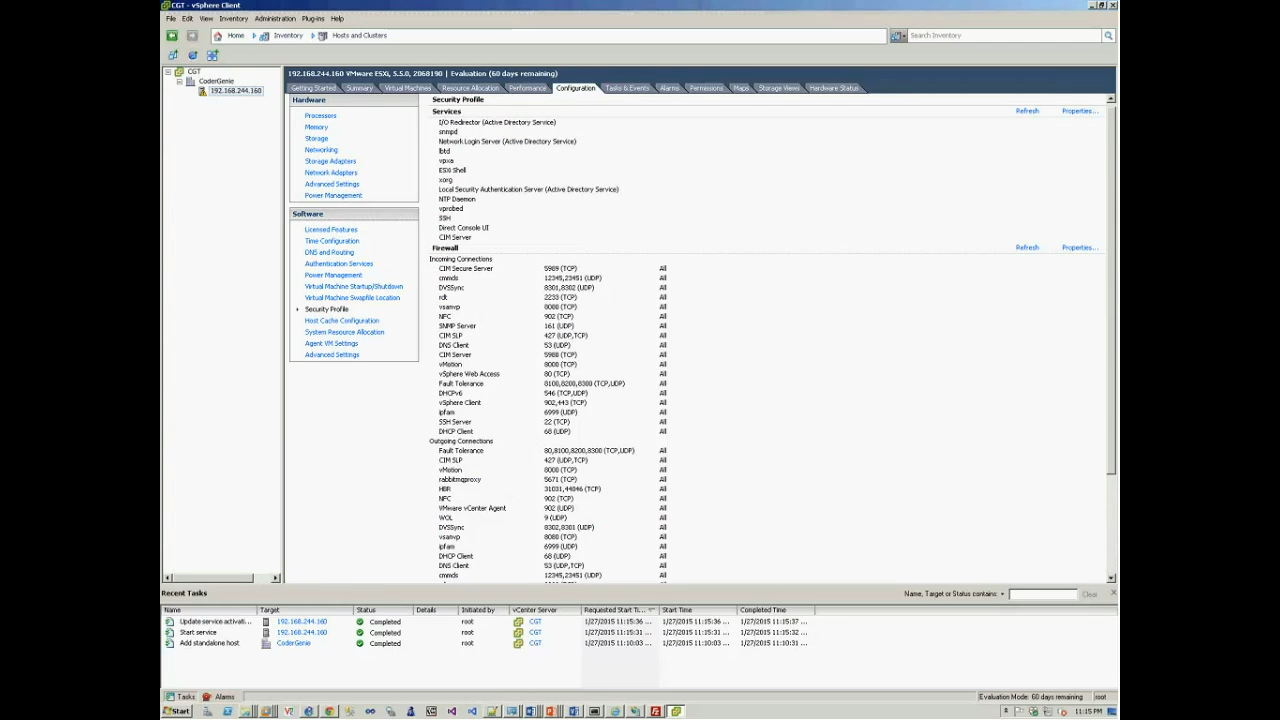 CGT - vSphere Client
File Edit View Inventory Administration Plug-ins Help
Home Inventory Hosts and Clusters Search Inventory
CGT
CoderGenie
192.168.244.160
192.168.244.160 VMware ESXi, 5.5.0, 2068190 | Evaluation (60 days remaining)
Getting Started Summary Virtual Machines Resource Allocation Performance Configuration Tasks & Events Alarms Permissions Maps Storage Views Hardware Status
Hardware
Processors
Memory
Storage
Networking
Storage Adapters
Network Adapters
Advanced Settings
Power Management
Software
Licensed Features
Time Configuration
DNS and Routing
Authentication Services
Power Management
Virtual Machine Startup/Shutdown
Virtual Machine Swapfile Location
Security Profile
Host Cache Configuration
System Resource Allocation
Agent VM Settings
Advanced Settings
Security Profile
Services Refresh Properties...
I/O Redirector (Active Directory Service)
snmpd
Network Login Server (Active Directory Service)
lbtd
vpxa
ESXi Shell
xorg
Local Security Authentication Server (Active Directory Service)
NTP Daemon
vprobed
SSH
Direct Console UI
CIM Server
Firewall Refresh Properties...
Incoming Connections
CIM Secure Server 5989 (TCP) All
cmmds 12345,23451 (UDP) All
DVSSync 8301,8302 (UDP) All
rdt 2233 (TCP) All
vsanvp 8080 (TCP) All
NFC 902 (TCP) All
SNMP Server 161 (UDP) All
CIM SLP 427 (UDP,TCP) All
DNS Client 53 (UDP) All
CIM Server 5988 (TCP) All
vMotion 8000 (TCP) All
vSphere Web Access 80 (TCP) All
Fault Tolerance 8100,8200,8300 (TCP,UDP) All
DHCPv6 546 (TCP,UDP) All
vSphere Client 902,443 (TCP) All
ipfam 6999 (UDP) All
SSH Server 22 (TCP) All
DHCP Client 68 (UDP) All
Outgoing Connections
Fault Tolerance 80,8100,8200,8300 (TCP,UDP) All
CIM SLP 427 (UDP,TCP) All
vMotion 8000 (TCP) All
rabbitmqproxy 5671 (TCP) All
HBR 31031,44046 (TCP) All
NFC 902 (TCP) All
VMware vCenter Agent 902 (UDP) All
WOL 9 (UDP) All
DVSSync 8302,8301 (UDP) All
vsanvp 8080 (TCP) All
ipfam 6999 (UDP) All
DHCP Client 68 (UDP) All
DNS Client 53 (UDP,TCP) All
cmmds 12345,23451 (UDP) All
Recent Tasks Name, Target or Status contains: Clear
Name Target Status Details Initiated by vCenter Server Requested Start Ti... Start Time Completed Time
Update service activati... 192.168.244.160 Completed root CGT 1/27/2015 11:15:36 ... 1/27/2015 11:15:36 ... 1/27/2015 11:15:37 ...
Start service 192.168.244.160 Completed root CGT 1/27/2015 11:15:31 ... 1/27/2015 11:15:31 ... 1/27/2015 11:15:32 ...
Add standalone host CoderGenie Completed root CGT 1/27/2015 11:10:03 ... 1/27/2015 11:10:03 ... 1/27/2015 11:10:31 ...
Tasks Alarms Evaluation Mode: 60 days remaining root
Start 11:15 PM